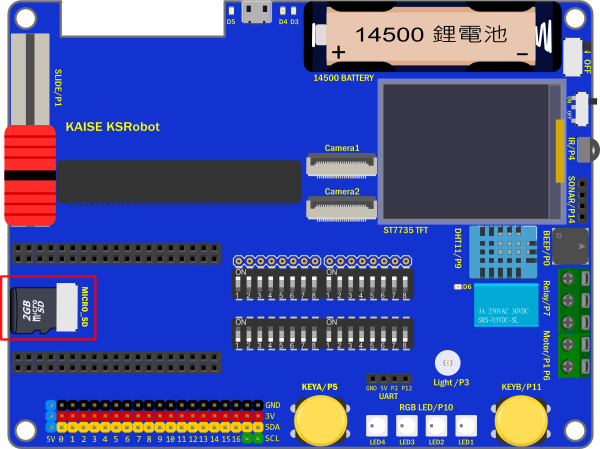 D5
D4 D3
14500 鋰電池
+ −
14500 BATTERY
OFF
SLIDE/P1
KAISE KSRobot
ON
OFF
IR/P4
Camera1
Camera2
SONAR/P14
ST7735 TFT
DHT11/P9
BEEP/P0
D6
Relay/P7
3A 250VAC 30VDC
SRS-03VDC-SL
Motor/P1 P6
MICRO_SD
2GB
micro
SD
ON ON
1 2 3 4 5 6 7 8 1 2 3 4 5 6 7 8
ON ON
1 2 3 4 5 6 7 8 1 2 3 4 5 6 7 8
Light /P3
KEYA/P5
GND 5V P2 P12
UART
KEYB/P11
RGB LED/P10
LED4 LED3 LED2 LED1
GND
3V
SDA
SCL
5V 0 1 2 3 4 5 6 7 8 9 10 11 12 13 14 15 16